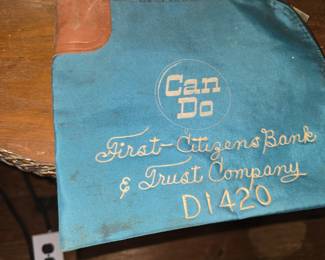 Can
Do
First-Citizens Bank
& Trust Company
D1420